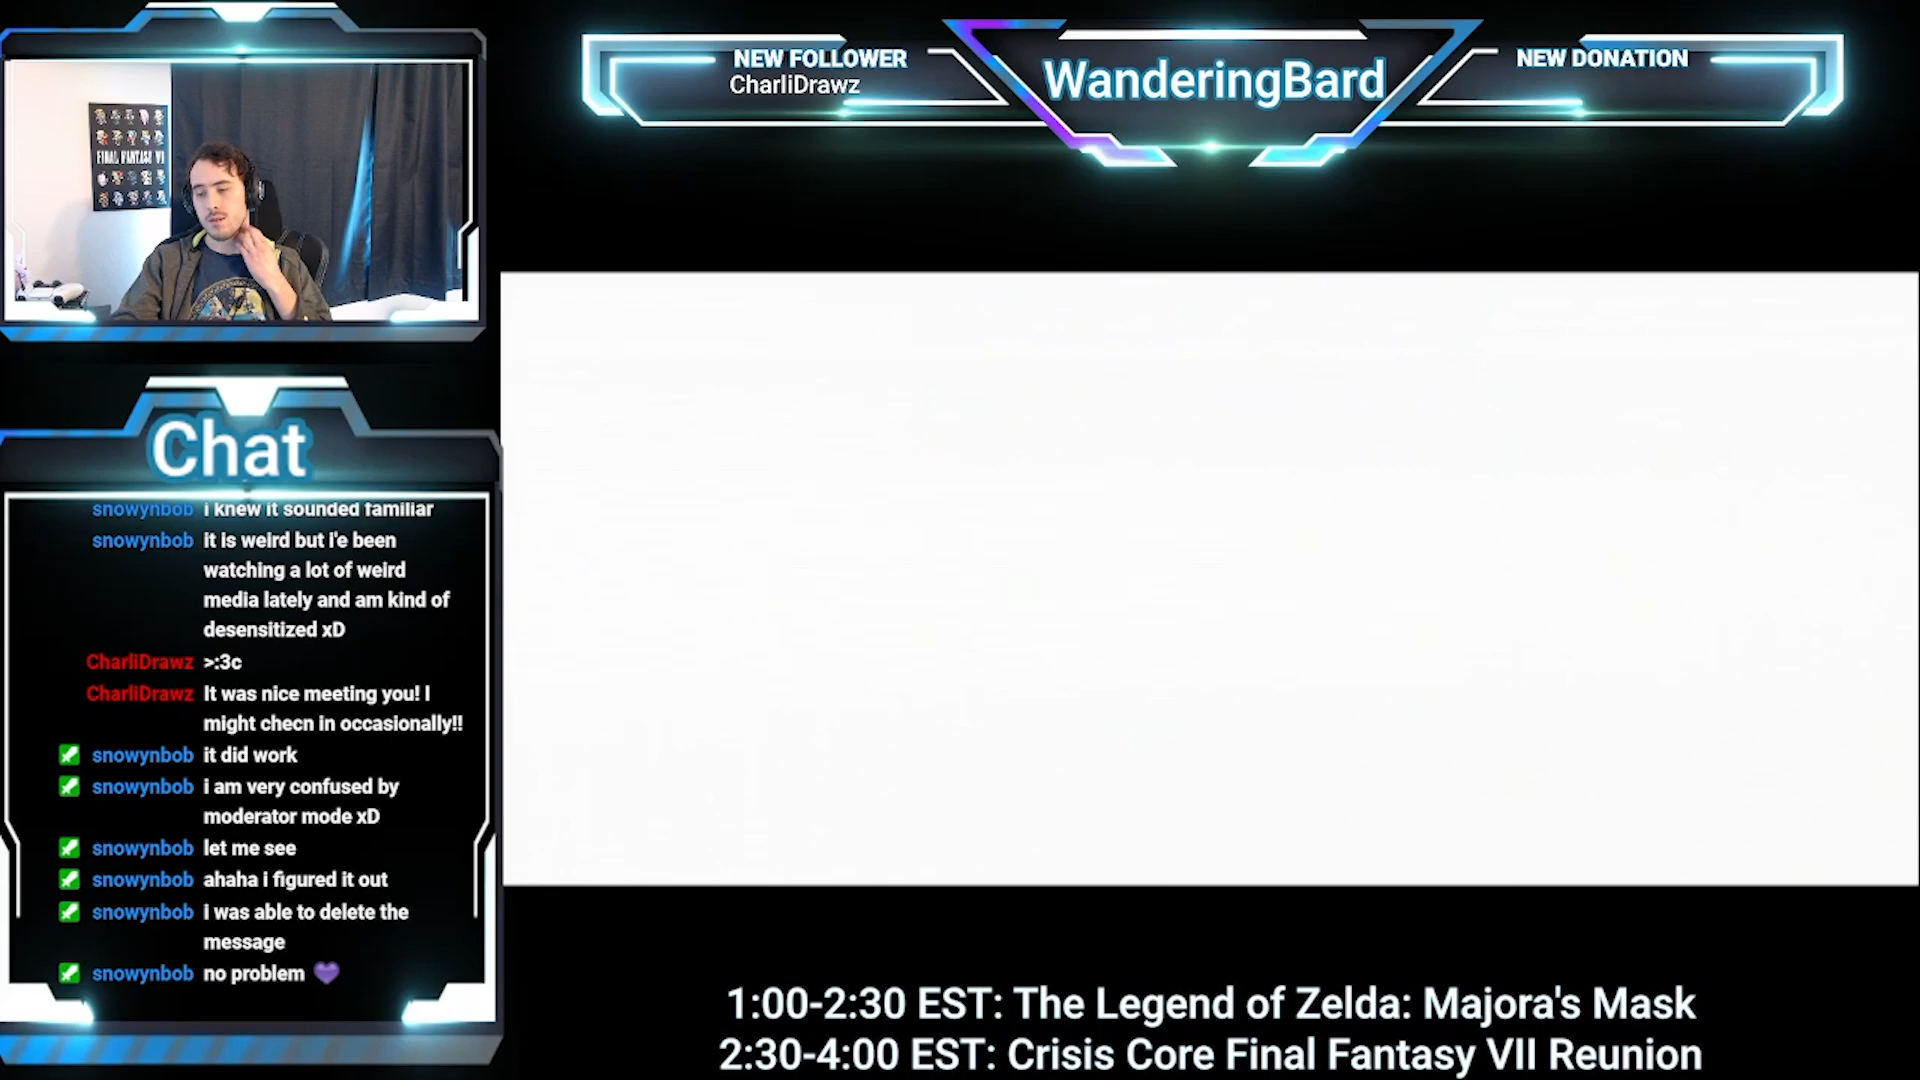 NEW FOLLOWER
CharliDrawz
WanderingBard
NEW DONATION
FINAL FANTASY VI
Chat
snowynbob i knew it sounded familiar
snowynbob it is weird but i'e been
watching a lot of weird
media lately and am kind of
desensitized xD
CharliDrawz >:3c
CharliDrawz It was nice meeting you! I
might checn in occasionally!!
snowynbob it did work
snowynbob i am very confused by
moderator mode xD
snowynbob let me see
snowynbob ahaha i figured it out
snowynbob i was able to delete the
message
snowynbob no problem 💜
1:00-2:30 EST: The Legend of Zelda: Majora's Mask
2:30-4:00 EST: Crisis Core Final Fantasy VII Reunion